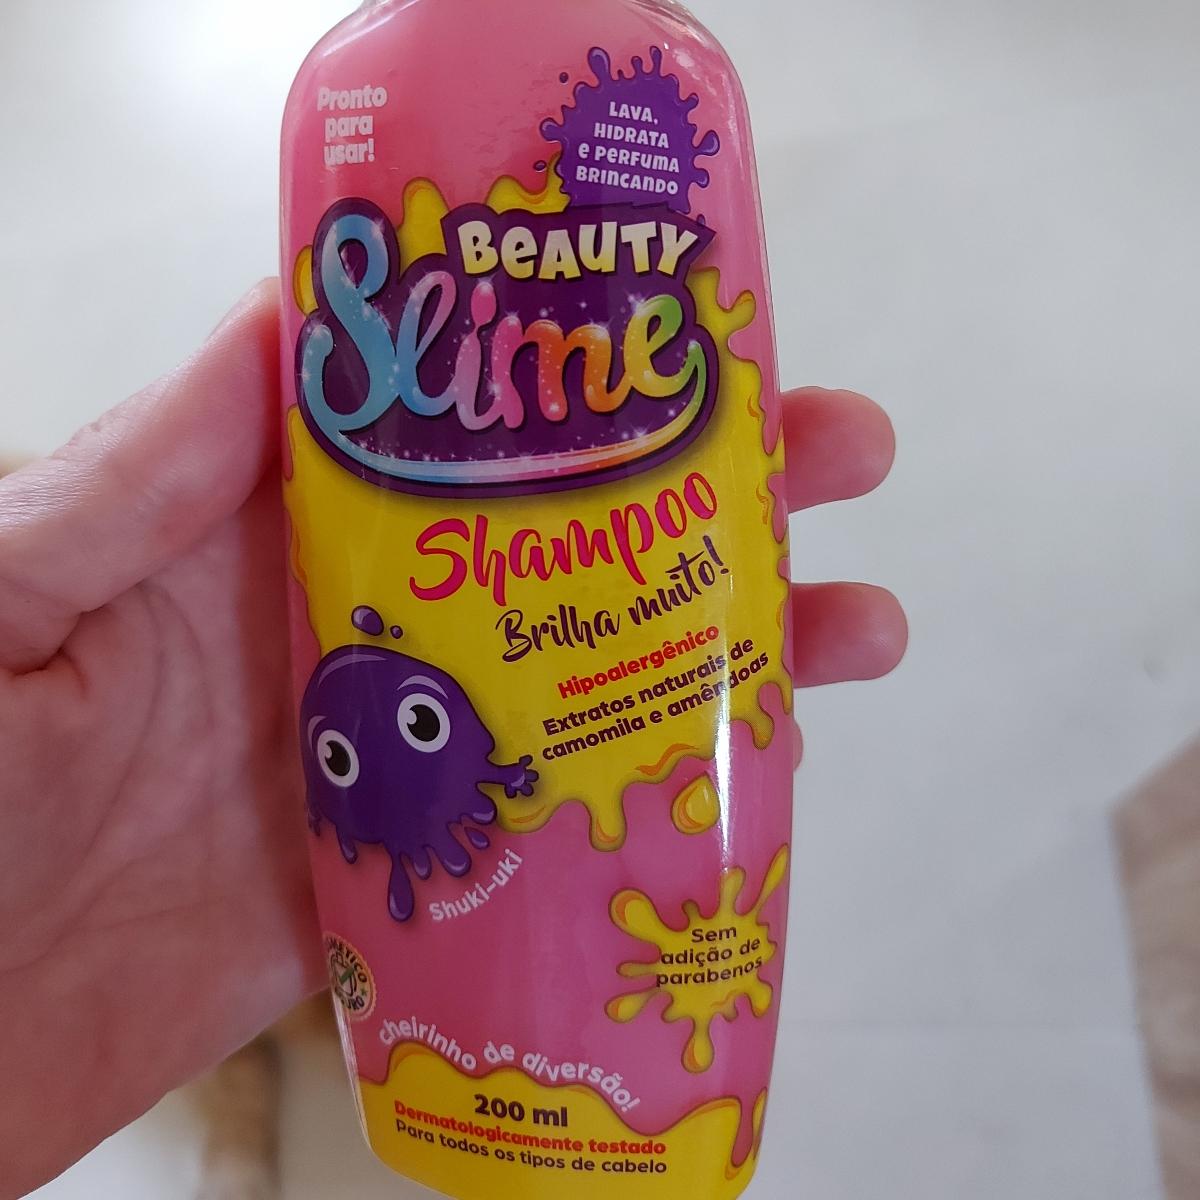 Pronto
para
usar!
LAVA,
HIDRATA
e PERFUMA
BRINCANDO
BEAUTY
Slime
Shampoo
Brilha muito!
Hipoalergênico
Extratos naturais de
camomila e amêndoas
Shuki-uki
Sem
adição de
parabenos
cheirinho de diversão!
200 ml
Dermatologicamente testado
Para todos os tipos de cabelo